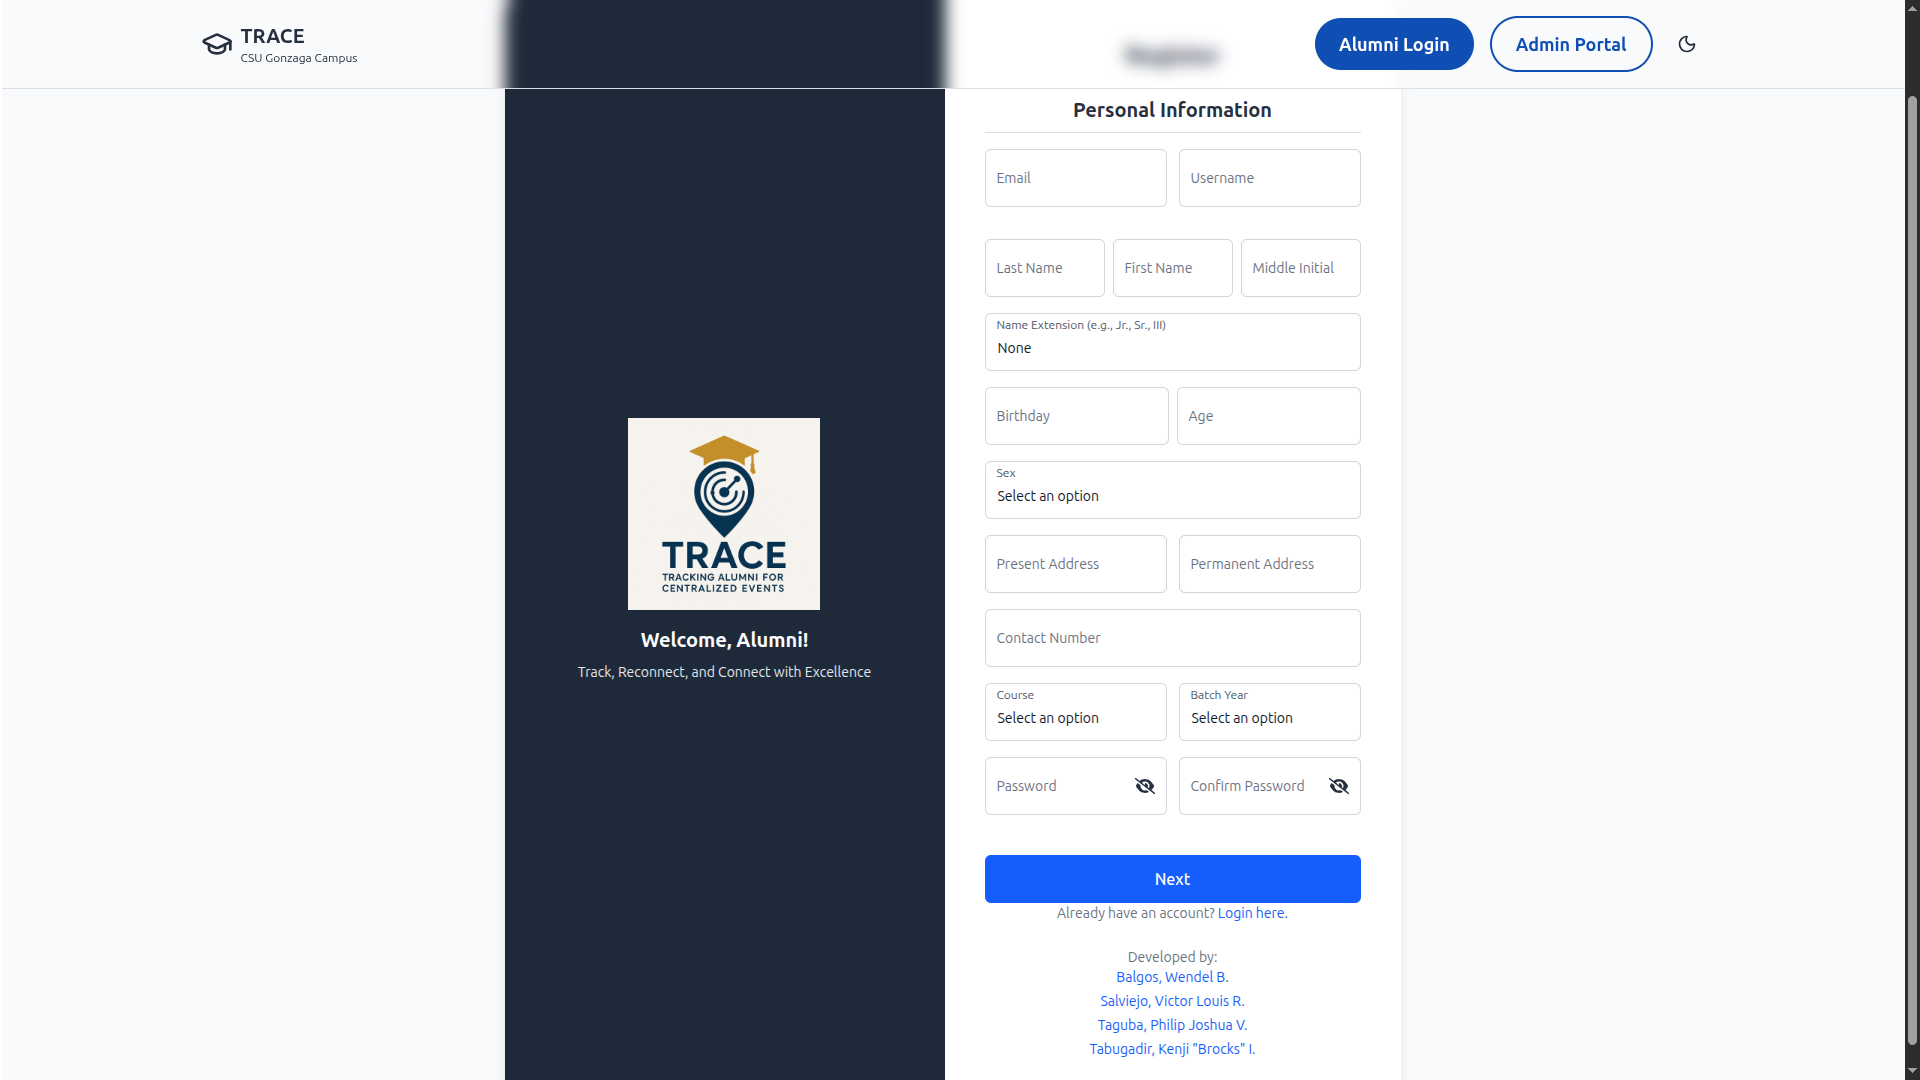 TRACE
CSU Gonzaga Campus
Register
Alumni Login
Admin Portal
TRACE
TRACKING ALUMNI FOR
CENTRALIZED EVENTS
Welcome, Alumni!
Track, Reconnect, and Connect with Excellence
Personal Information
Email
Username
Last Name
First Name
Middle Initial
Name Extension (e.g., Jr., Sr., III)
None
Birthday
Age
Sex
Select an option
Present Address
Permanent Address
Contact Number
Course
Select an option
Batch Year
Select an option
Password
Confirm Password
Next
Already have an account? Login here.
Developed by:
Balgos, Wendel B.
Salviejo, Victor Louis R.
Taguba, Philip Joshua V.
Tabugadir, Kenji "Brocks" I.